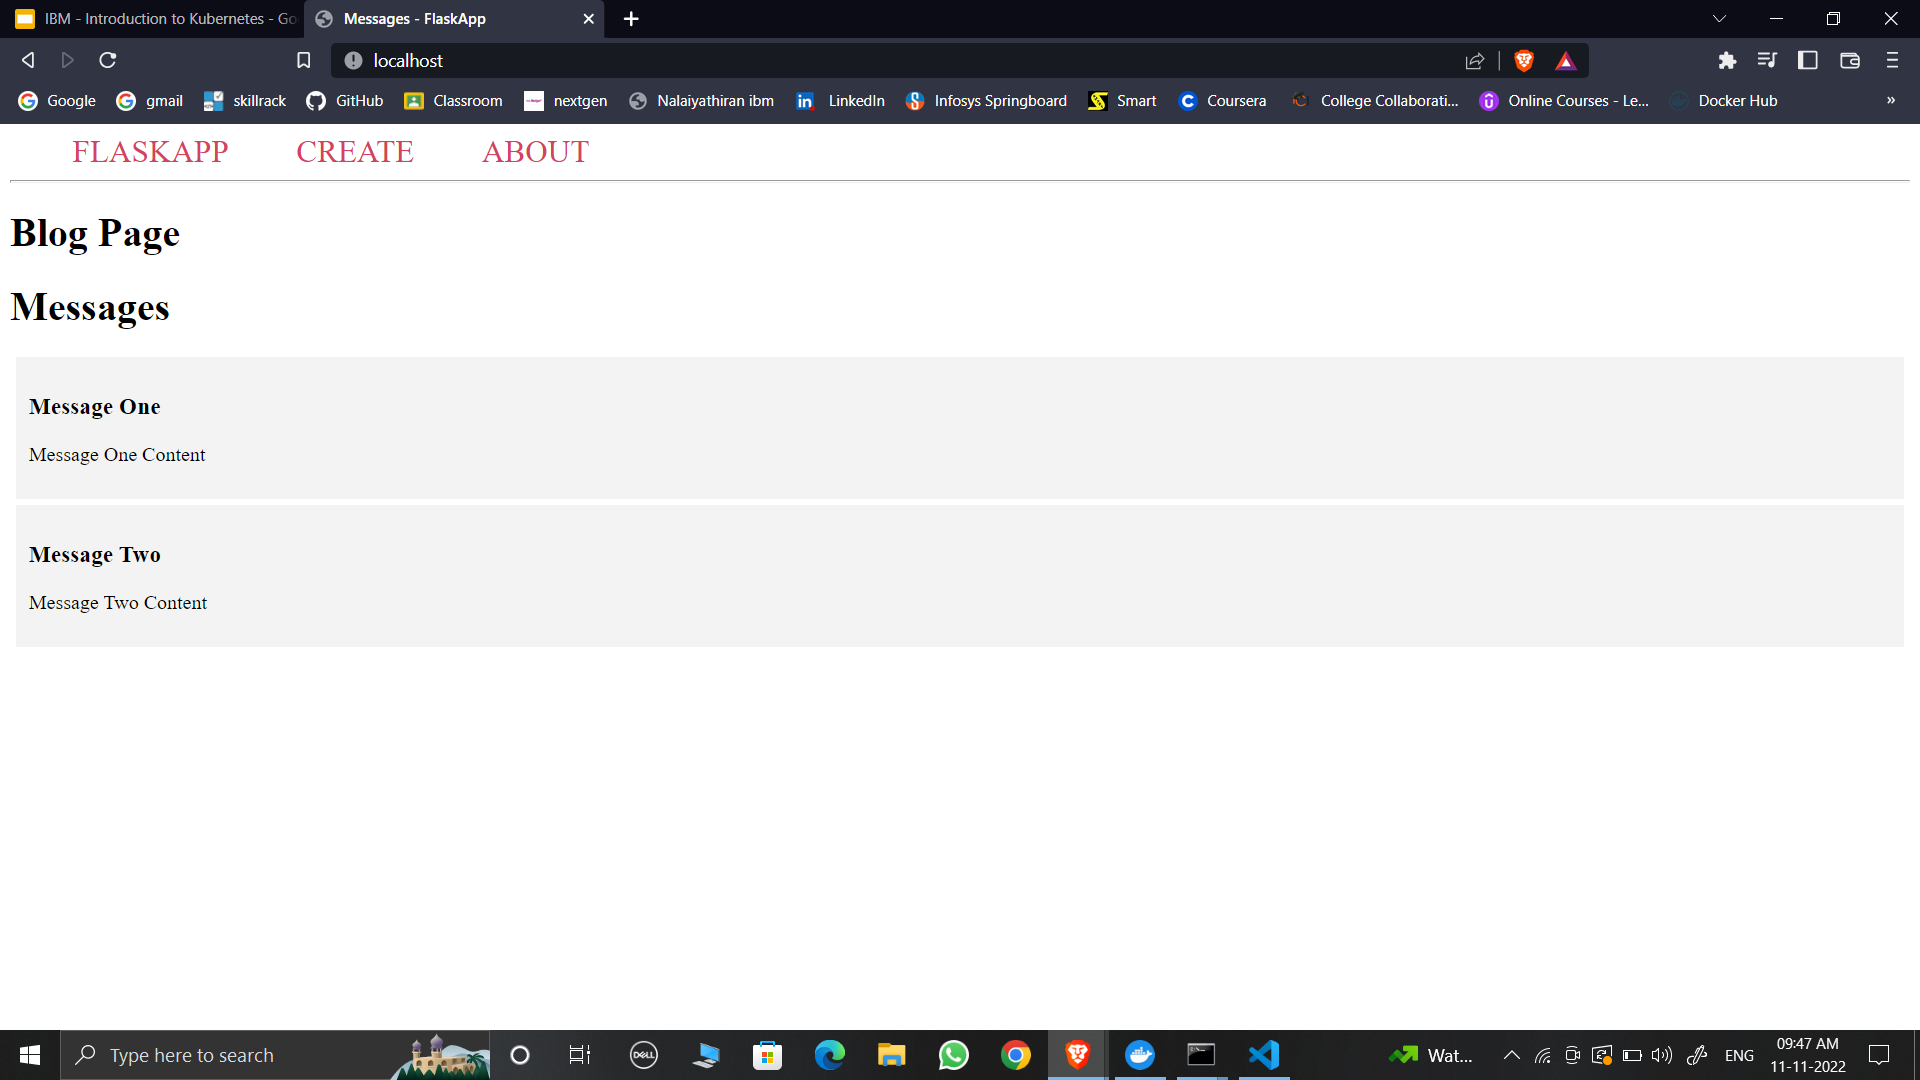 IBM - Introduction to Kubernetes - Go
Messages - FlaskApp
localhost
Google
gmail
skillrack
GitHub
Classroom
nextgen
Nalaiyathiran ibm
in
LinkedIn
Infosys Springboard
Smart
Coursera
College Collaborati...
Online Courses - Le...
Docker Hub
»
FLASKAPP
CREATE
ABOUT
Blog Page
Messages
Message One
Message One Content
Message Two
Message Two Content
Type here to search
DELL
Wat...
ENG
09:47 AM
11-11-2022